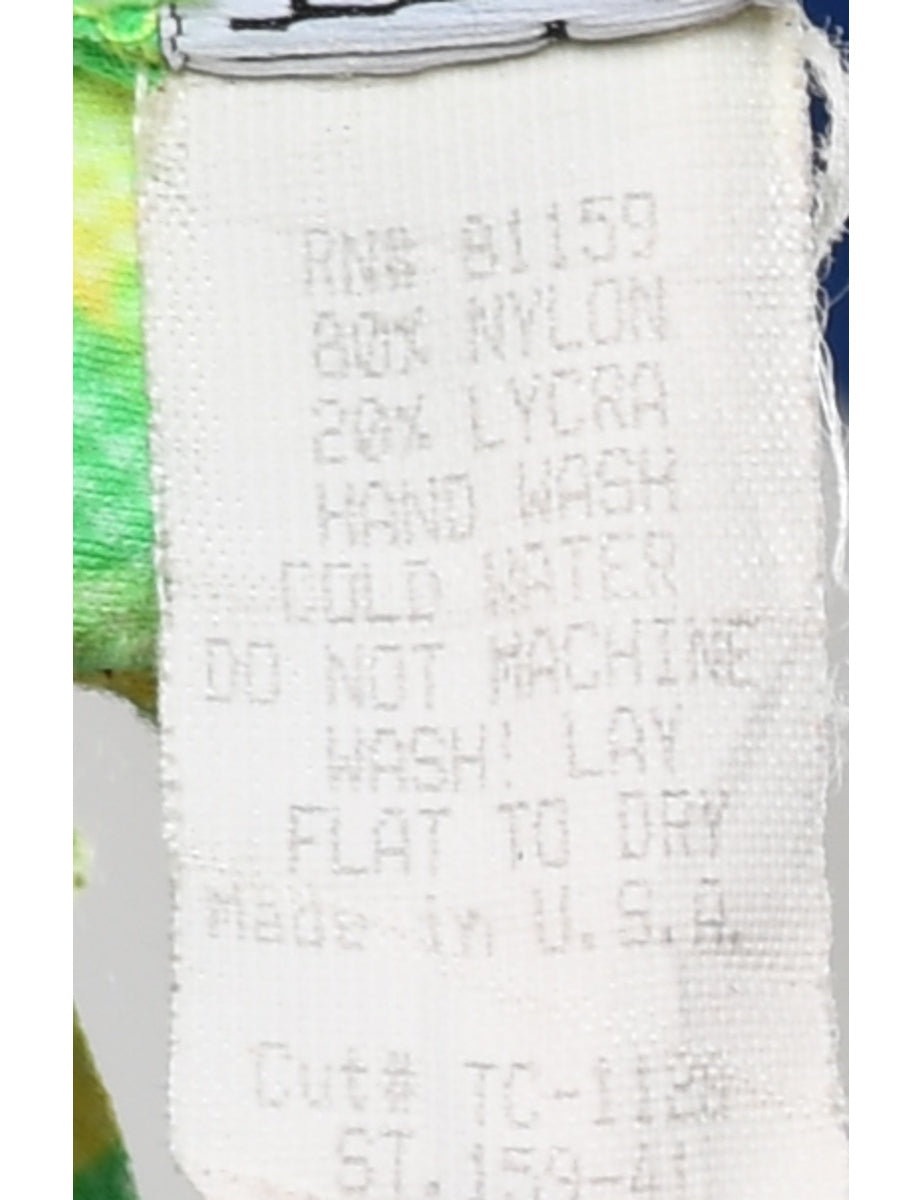 RN# 81159
80% NYLON
20% LYCRA
HAND WASH
COLD WATER
DO NOT MACHINE
WASH! LAY
FLAT TO DRY
Made in U.S.A.
Cut#